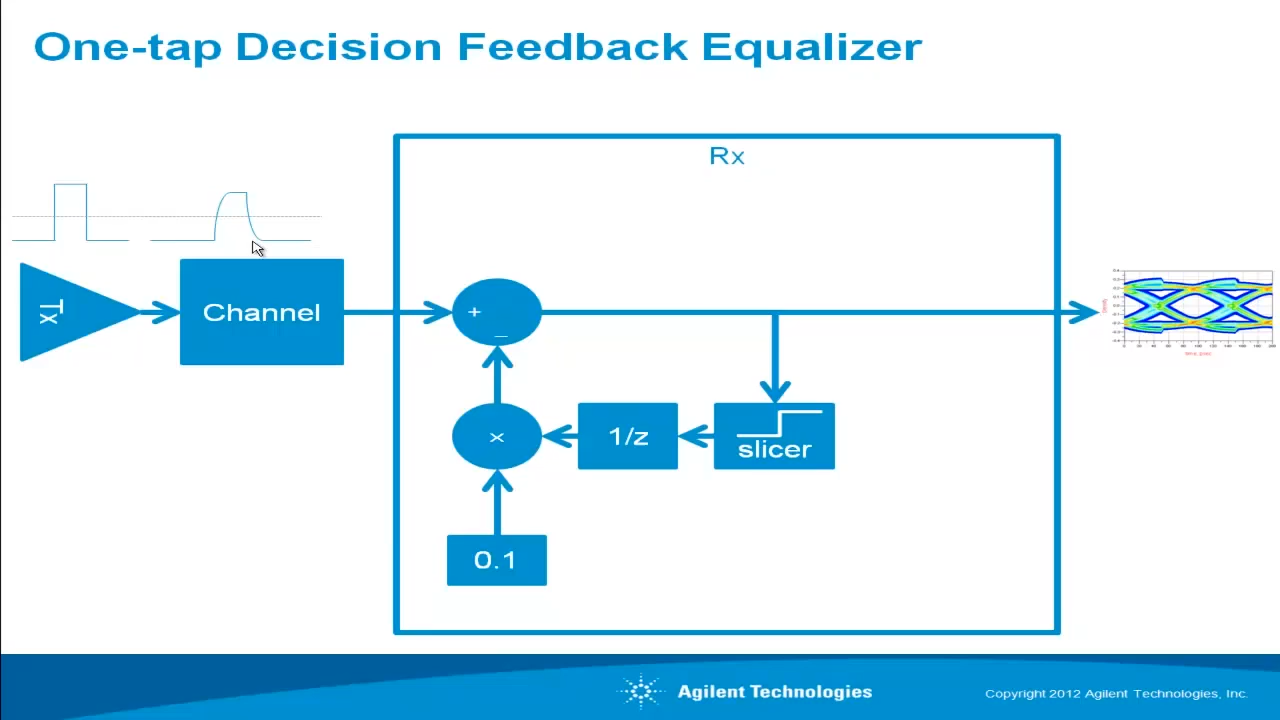 One-tap Decision Feedback Equalizer
Rx
Tx
Channel
+
_
x
1/z
slicer
0.1
Agilent Technologies
Copyright 2012 Agilent Technologies, Inc.